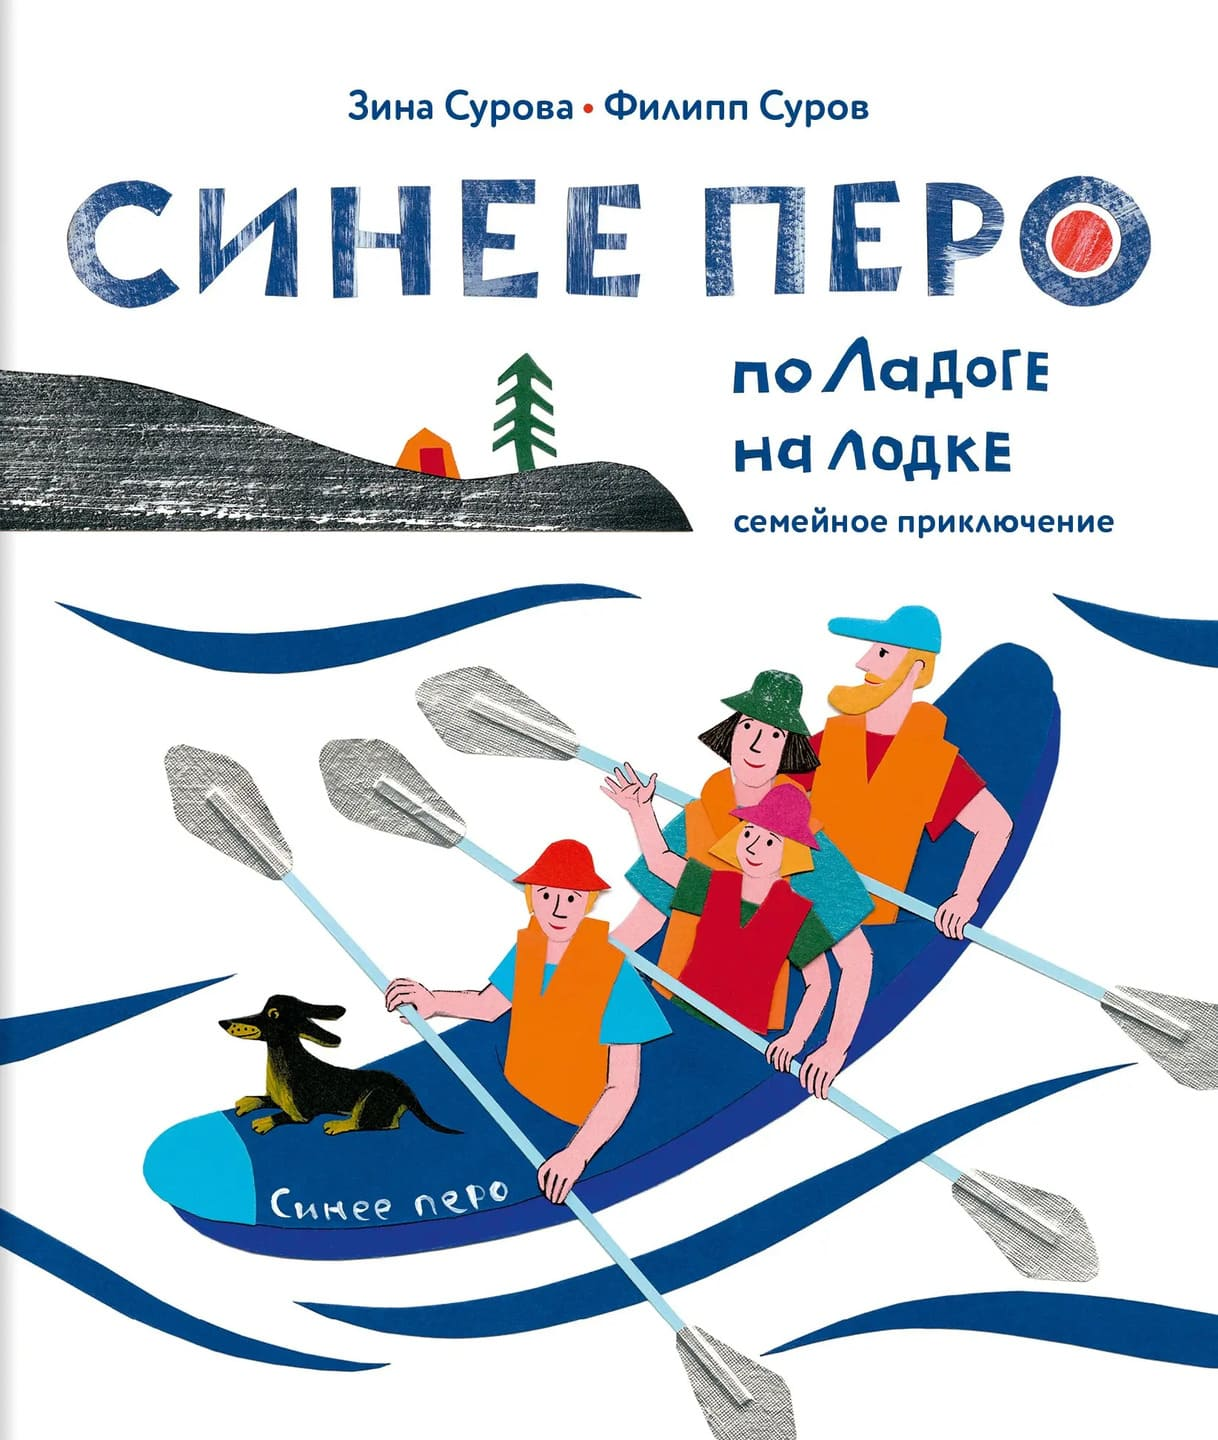 Зина Сурова • Филипп Суров
СИНЕЕ ПЕРО
по Ладоге
на лодке
семейное приключение
Синее перо